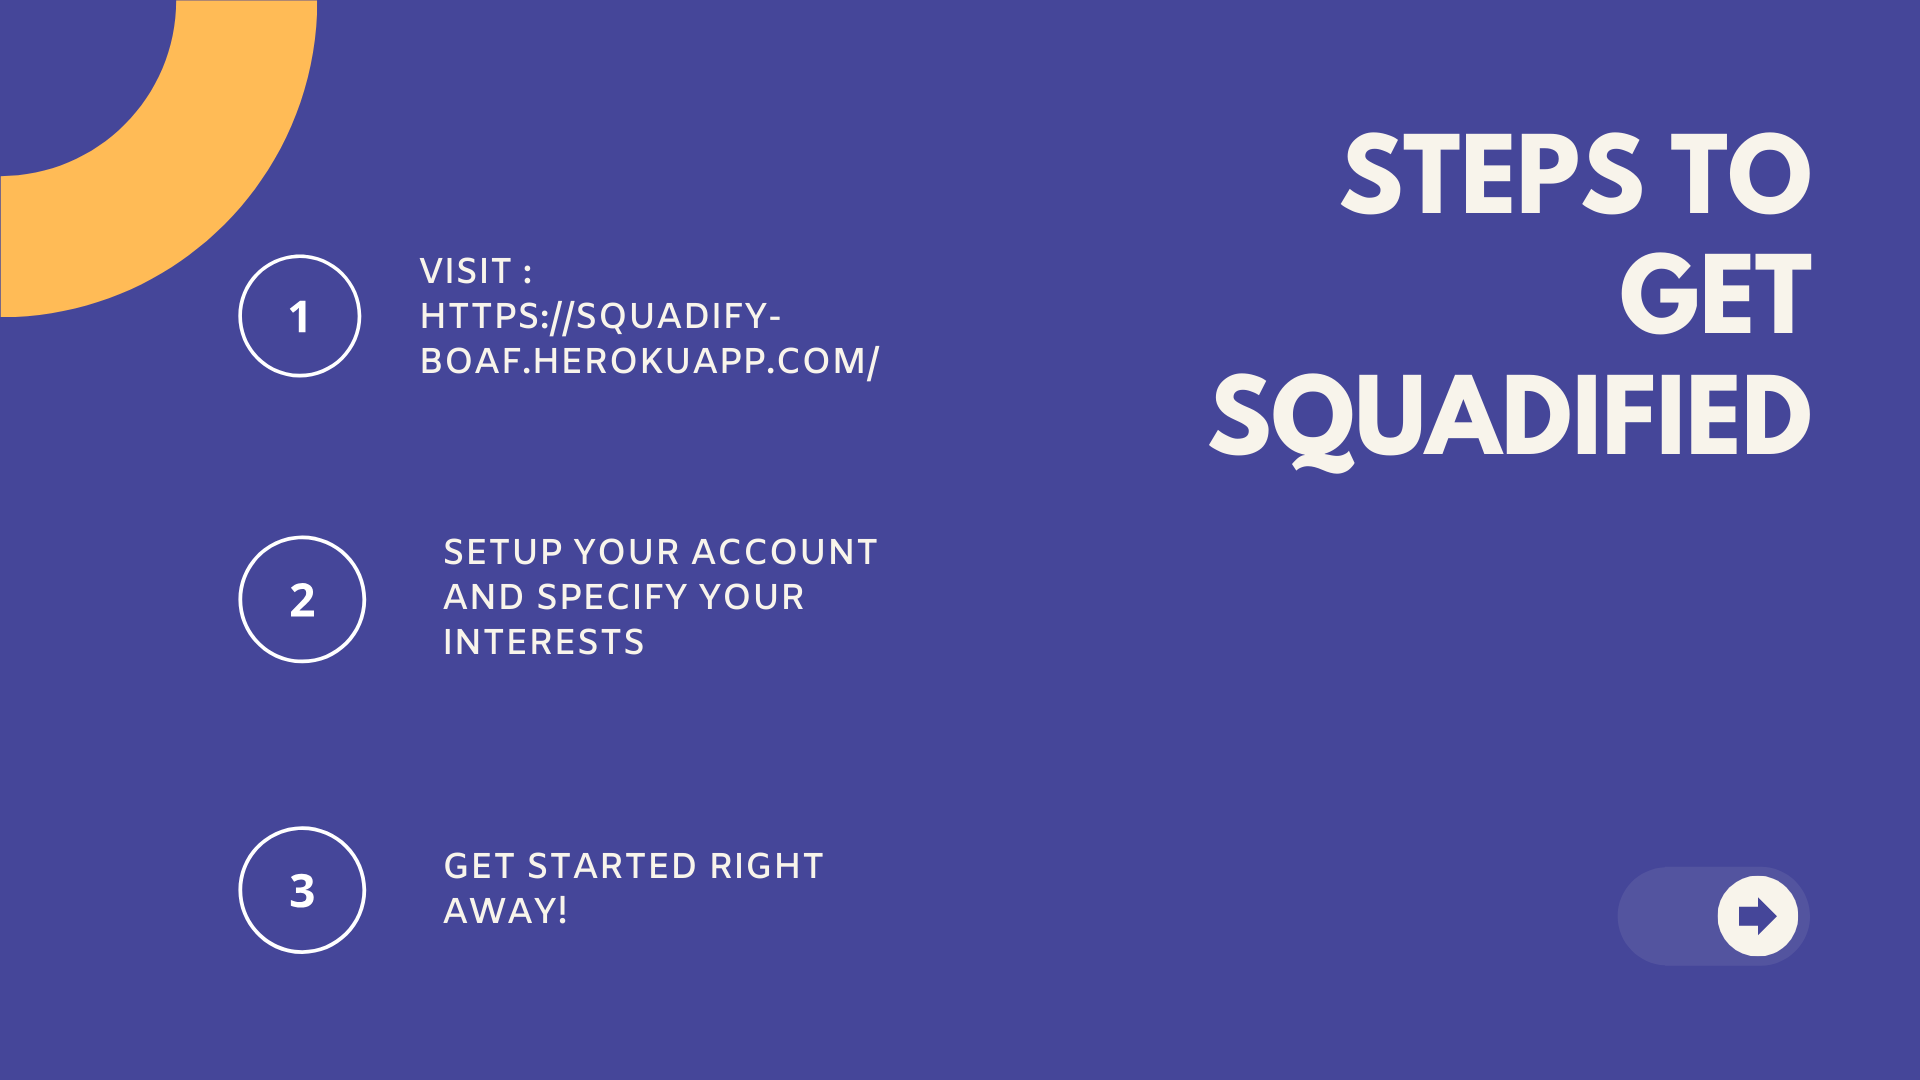 STEPS TO
GET
SQUADIFIED
1
VISIT :
HTTPS://SQUADIFY-
BOAF.HEROKUAPP.COM/
2
SETUP YOUR ACCOUNT
AND SPECIFY YOUR
INTERESTS
3
GET STARTED RIGHT
AWAY!